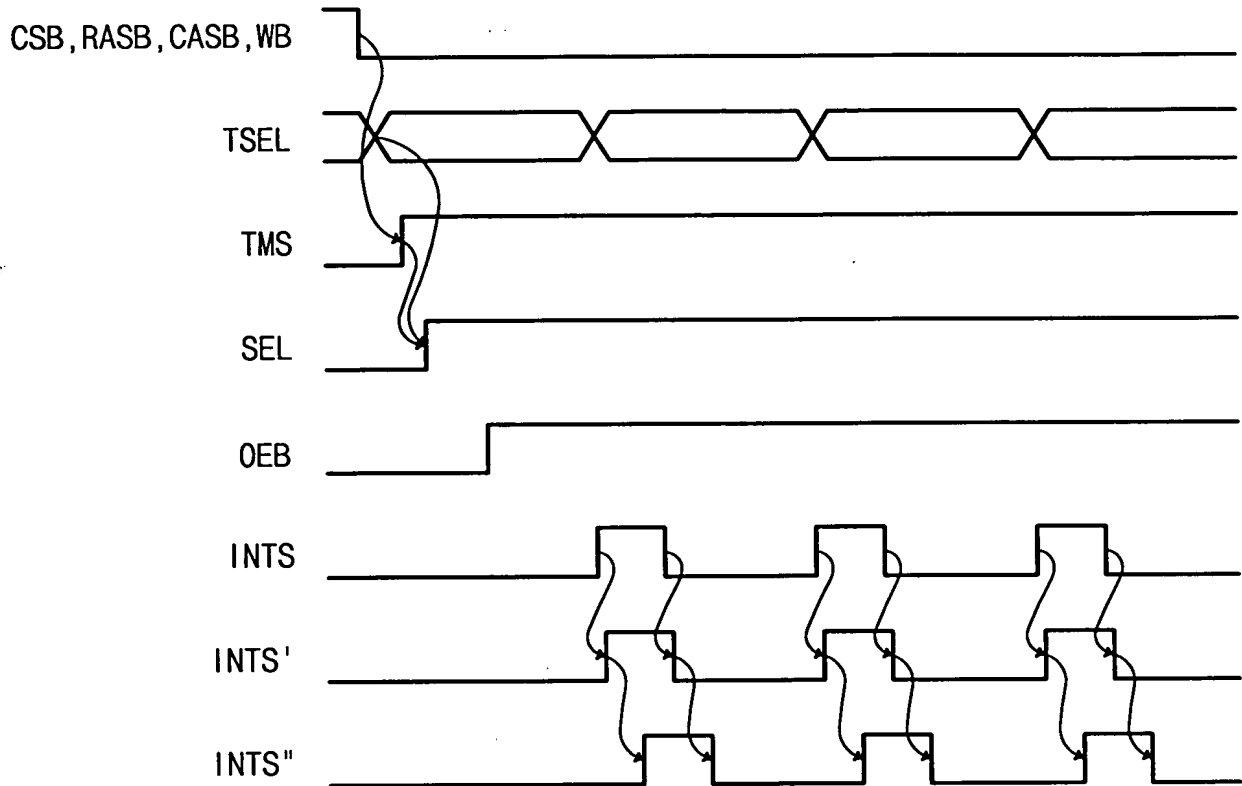 CSB,RASB,CASB,WB
TSEL
TMS
SEL
OEB
INTS
INTS'
INTS"